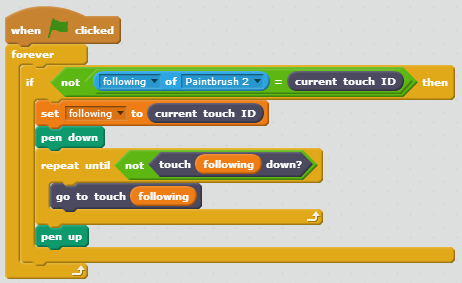 when clicked
forever
if not following of Paintbrush 2 = current touch ID then
set following to current touch ID
pen down
repeat until not touch following down?
go to touch following
pen up